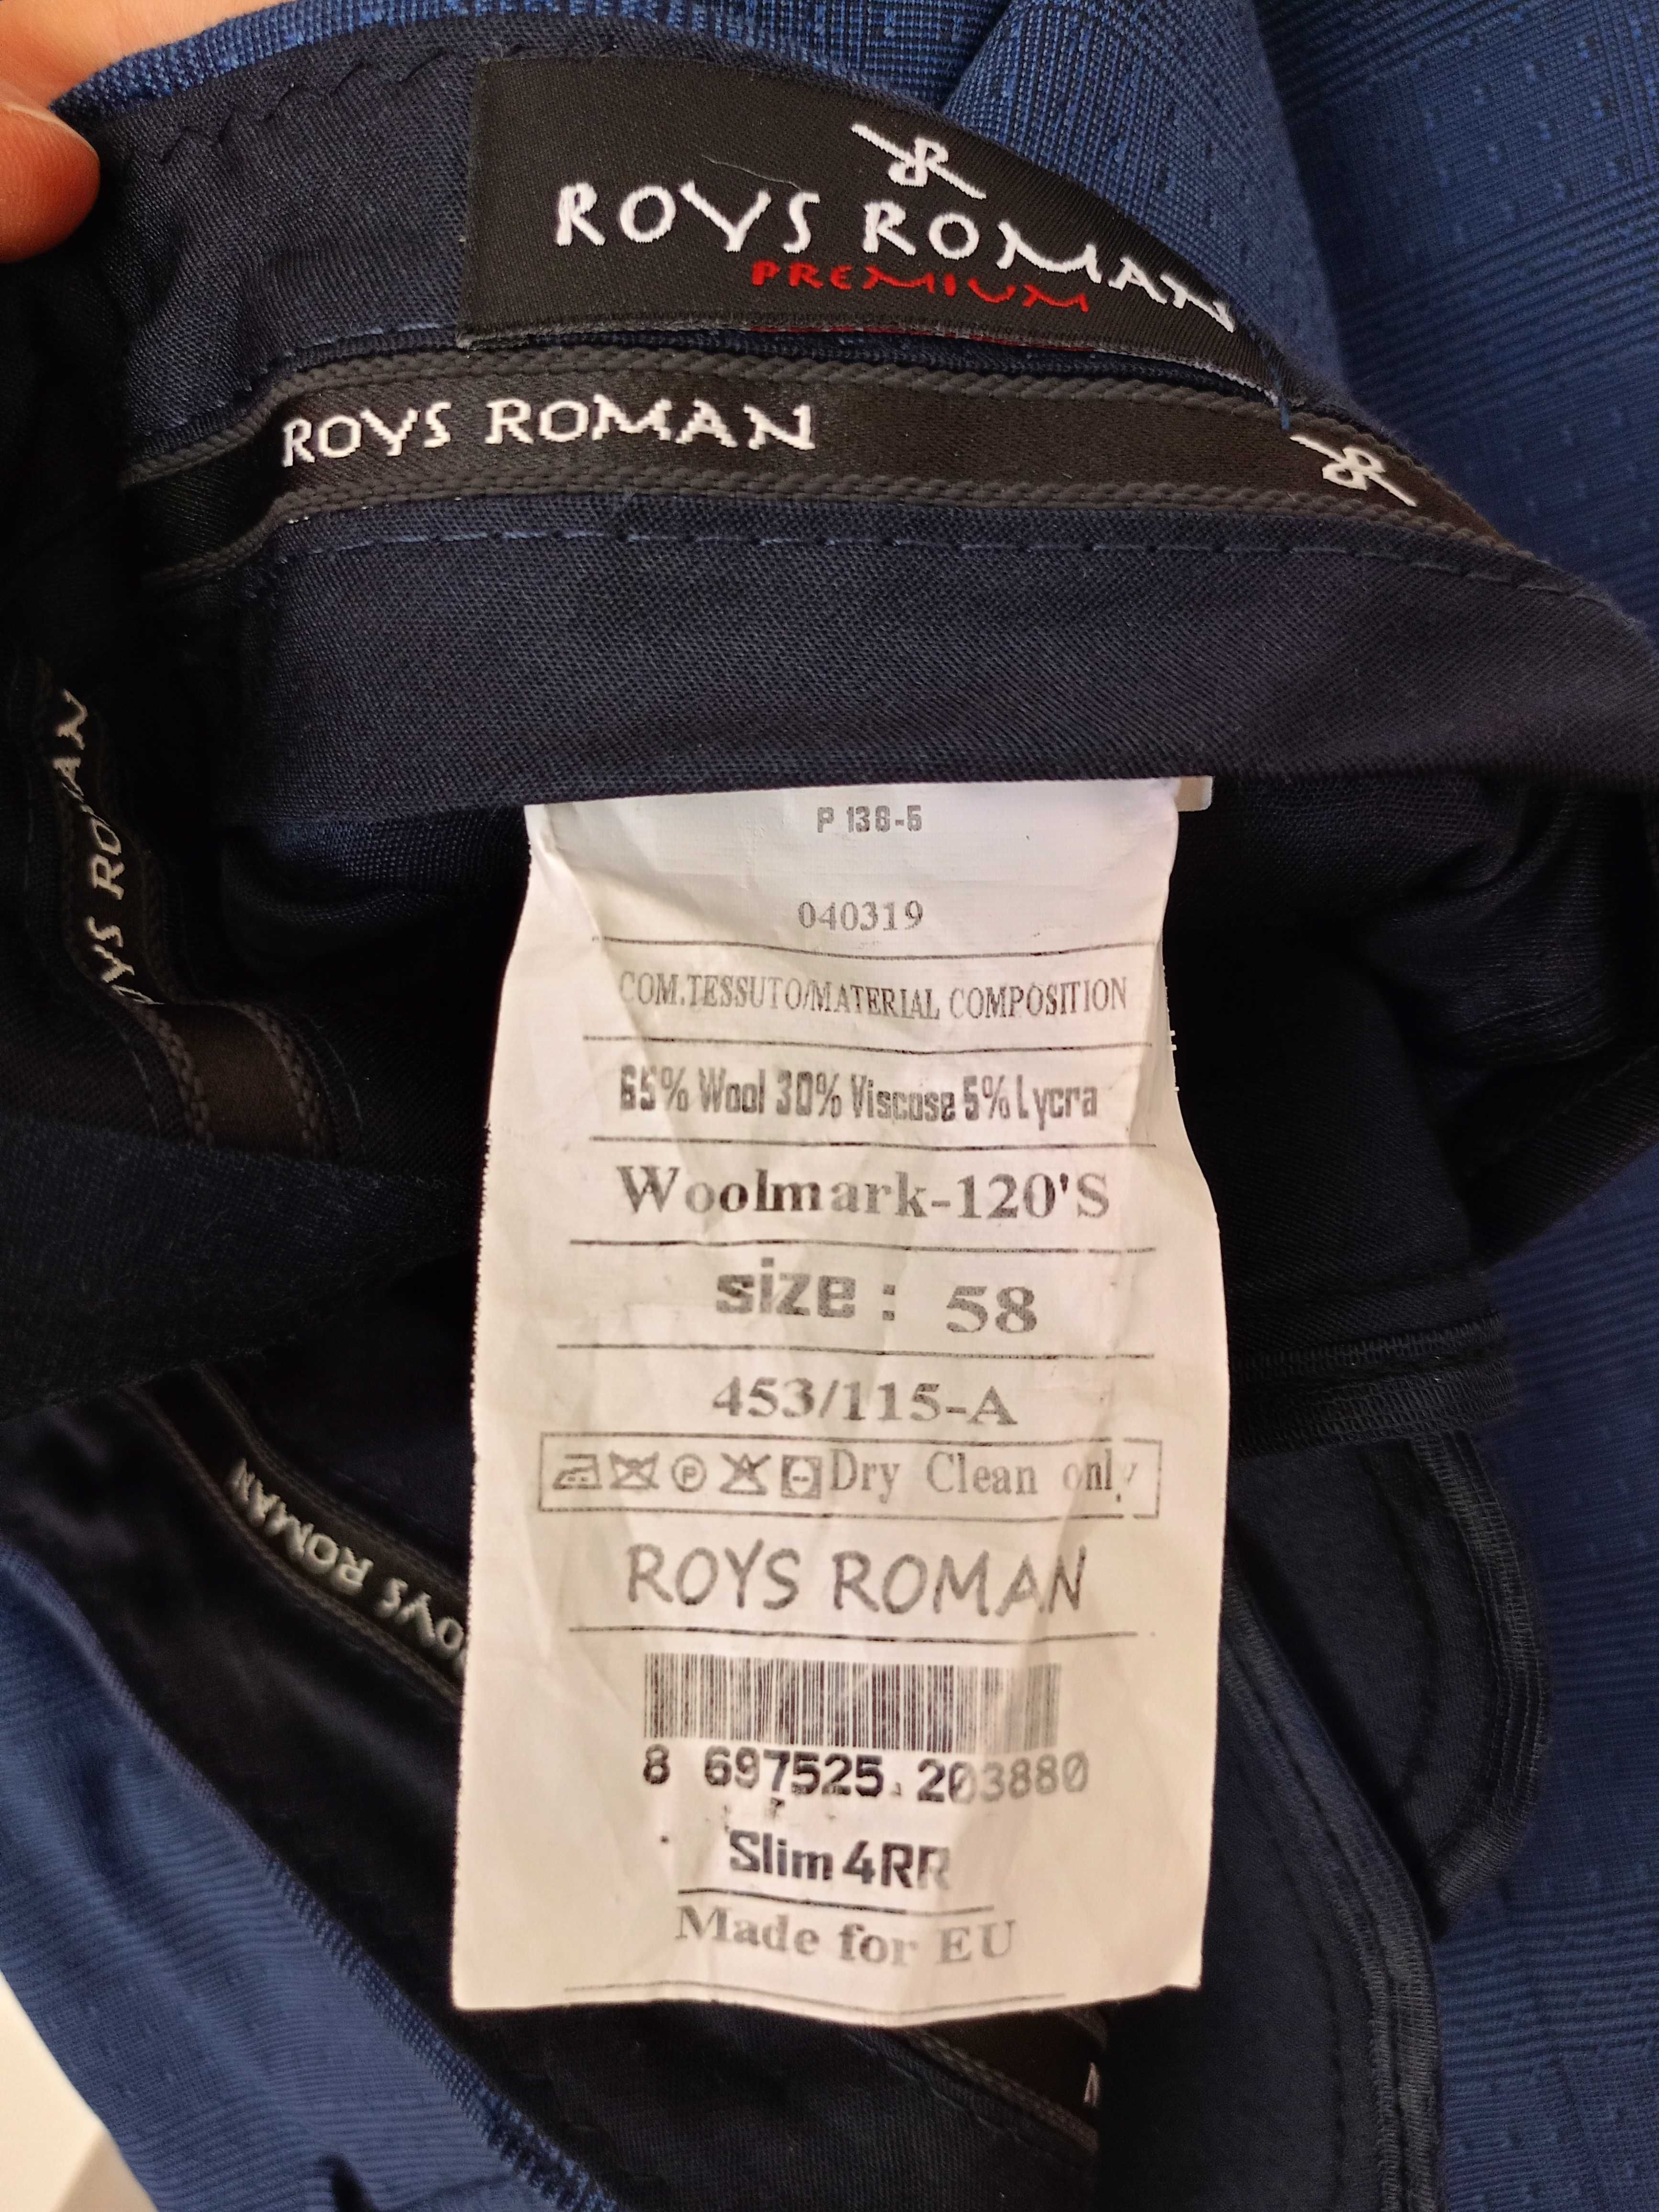 ROYS ROMAN
PREMIUM
ROYS ROMAN
ROYS ROMAN
P 138-5
040319
COM.TESSUTO/MATERIAL COMPOSITION
65% Wool 30% Viscose 5% Lycra
Woolmark-120'S
size : 58
453/115-A
P Dry Clean only
ROYS ROMAN
ROYS ROMAN
8 697525 203880
Slim 4RR
Made for EU